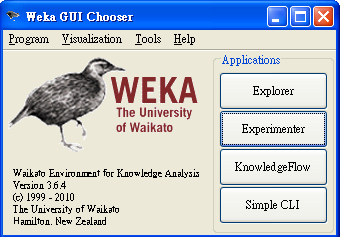 Weka GUI Chooser
Program Visualization Tools Help
WEKA
The University
of Waikato
Waikato Environment for Knowledge Analysis
Version 3.6.4
(c) 1999 - 2010
The University of Waikato
Hamilton, New Zealand
Applications
Explorer
Experimenter
KnowledgeFlow
Simple CLI